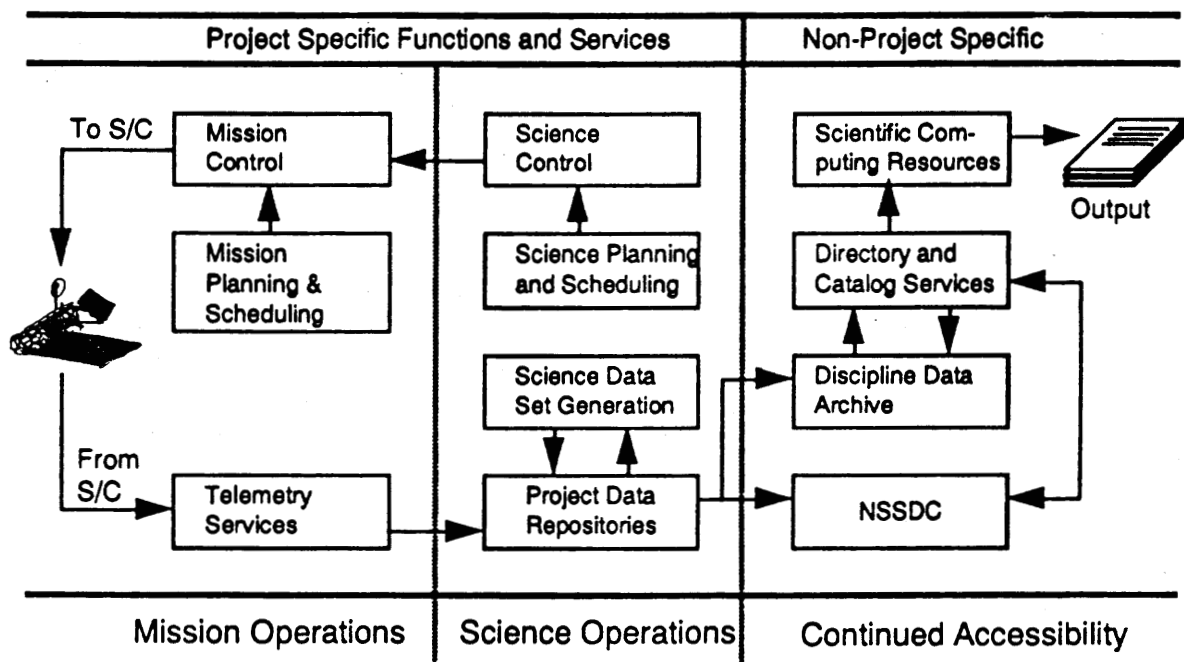 Project Specific Functions and Services
Non-Project Specific
To S/C
Mission
Control
Science
Control
Scientific Com-
puting Resources
Output
Mission
Planning &
Scheduling
Science Planning
and Scheduling
Directory and
Catalog Services
Science Data
Set Generation
Discipline Data
Archive
From
S/C
Telemetry
Services
Project Data
Repositories
NSSDC
Mission Operations
Science Operations
Continued Accessibility